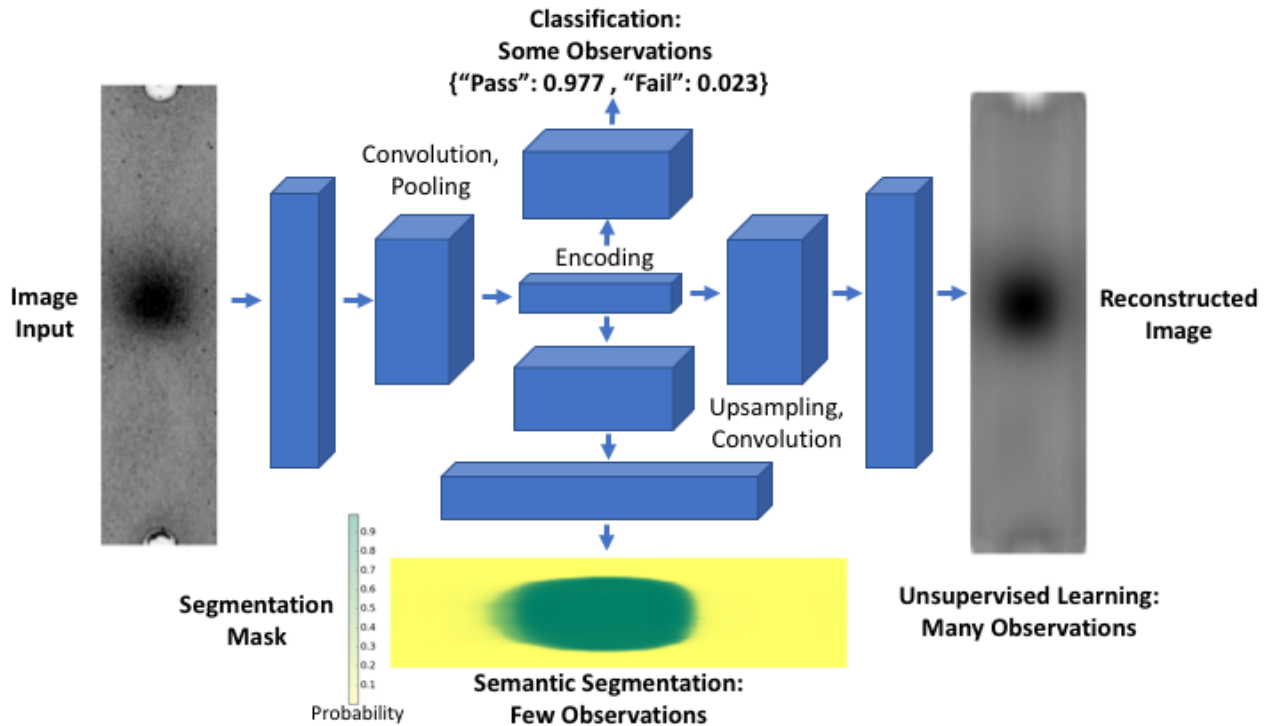 Classification:
Some Observations
{“Pass”: 0.977 , “Fail”: 0.023}
Convolution,
Pooling
Encoding
Image
Input
Reconstructed
Image
Upsampling,
Convolution
0.9
0.8
0.7
0.6
0.5
0.4
0.3
0.2
0.1
Probability
Segmentation
Mask
Semantic Segmentation:
Few Observations
Unsupervised Learning:
Many Observations